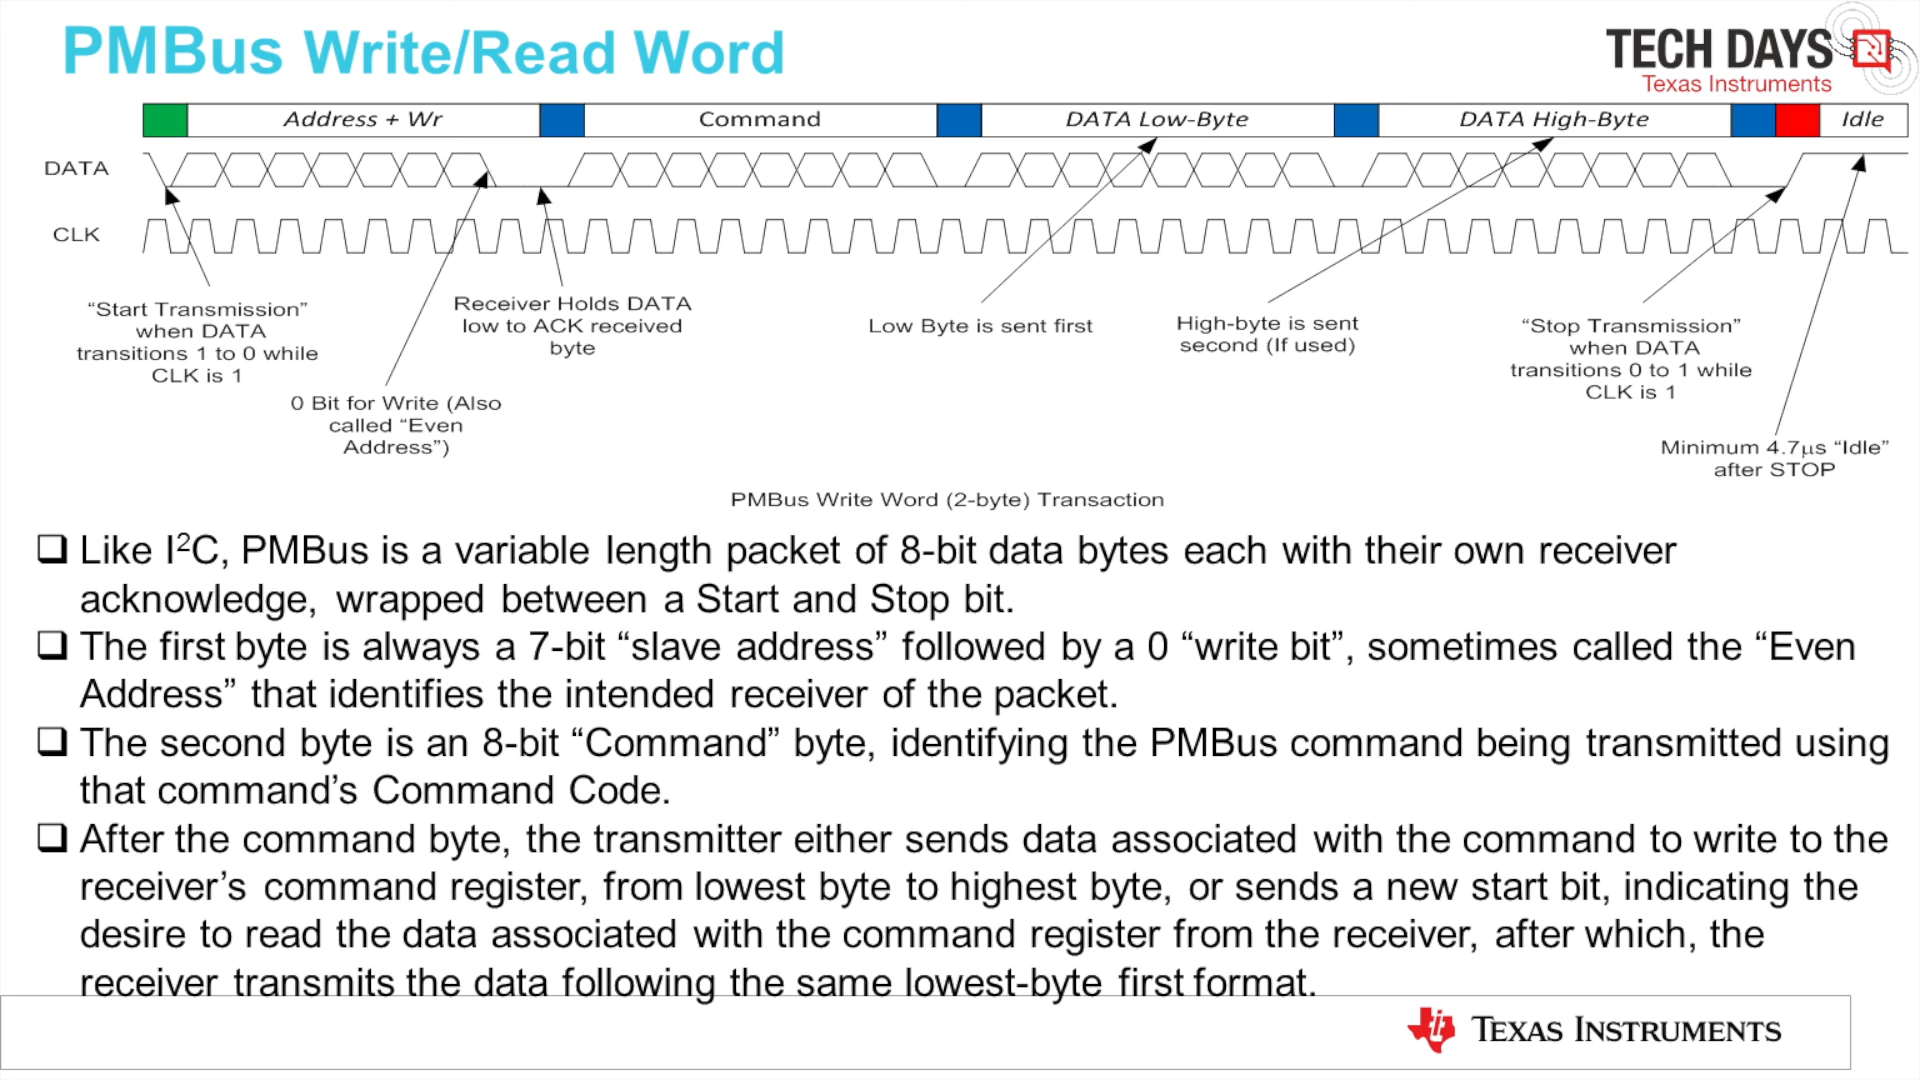 PMBus Write/Read Word
TECH DAYS
Texas Instruments
Address + Wr Command DATA Low-Byte DATA High-Byte Idle
DATA
CLK
“Start Transmission”
when DATA
transitions 1 to 0 while
CLK is 1
0 Bit for Write (Also
called “Even
Address”)
Receiver Holds DATA
low to ACK received
byte
Low Byte is sent first
High-byte is sent
second (If used)
“Stop Transmission”
when DATA
transitions 0 to 1 while
CLK is 1
Minimum 4.7µs “Idle”
after STOP
PMBus Write Word (2-byte) Transaction
❑ Like I²C, PMBus is a variable length packet of 8-bit data bytes each with their own receiver
acknowledge, wrapped between a Start and Stop bit.
❑ The first byte is always a 7-bit “slave address” followed by a 0 “write bit”, sometimes called the “Even
Address” that identifies the intended receiver of the packet.
❑ The second byte is an 8-bit “Command” byte, identifying the PMBus command being transmitted using
that command’s Command Code.
❑ After the command byte, the transmitter either sends data associated with the command to write to the
receiver’s command register, from lowest byte to highest byte, or sends a new start bit, indicating the
desire to read the data associated with the command register from the receiver, after which, the
receiver transmits the data following the same lowest-byte first format.
TEXAS INSTRUMENTS